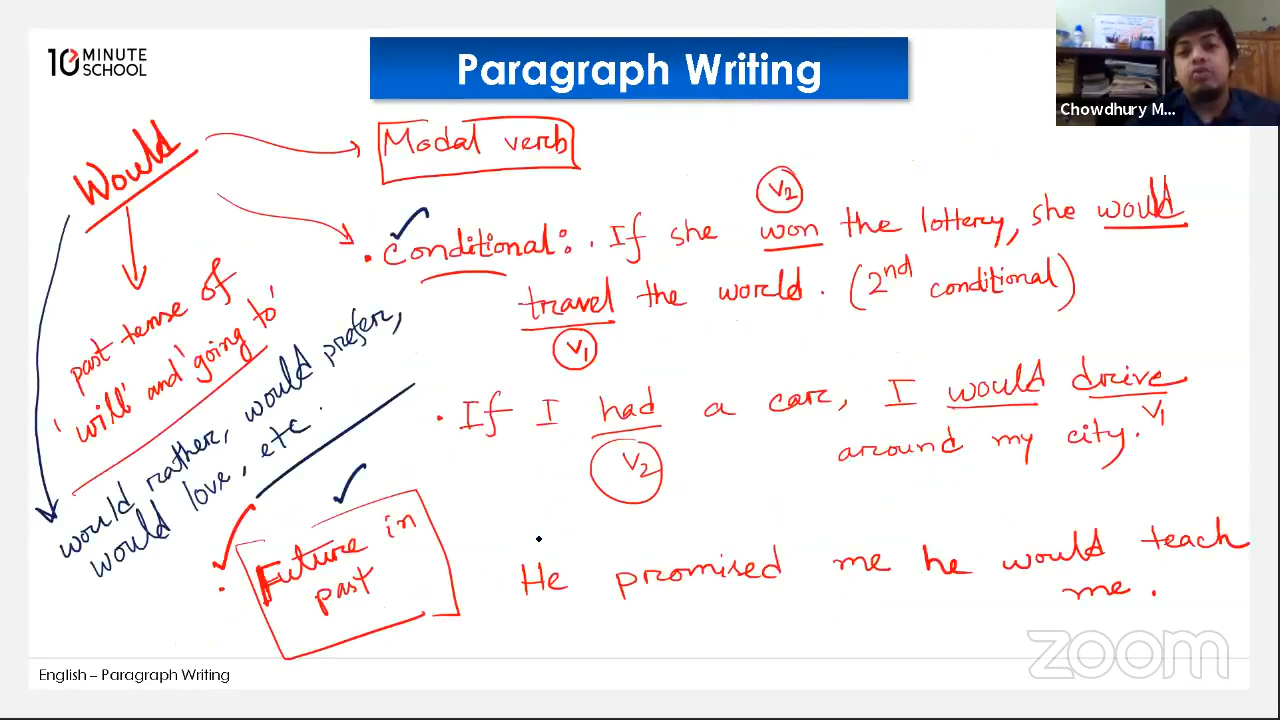 10 MINUTE SCHOOL
Paragraph Writing
Chowdhury M...
Would
Modal verb
past tense of
'will' and 'going to'
would rather, would prefer,
would love, etc.
V2
• Conditional: . If she won the lottery, she would
travel the world. (2nd conditional)
V1
• If I had a car, I would drive
V2
V1
around my city.
• Future in
past
He promised me he would teach
me.
zoom
English – Paragraph Writing